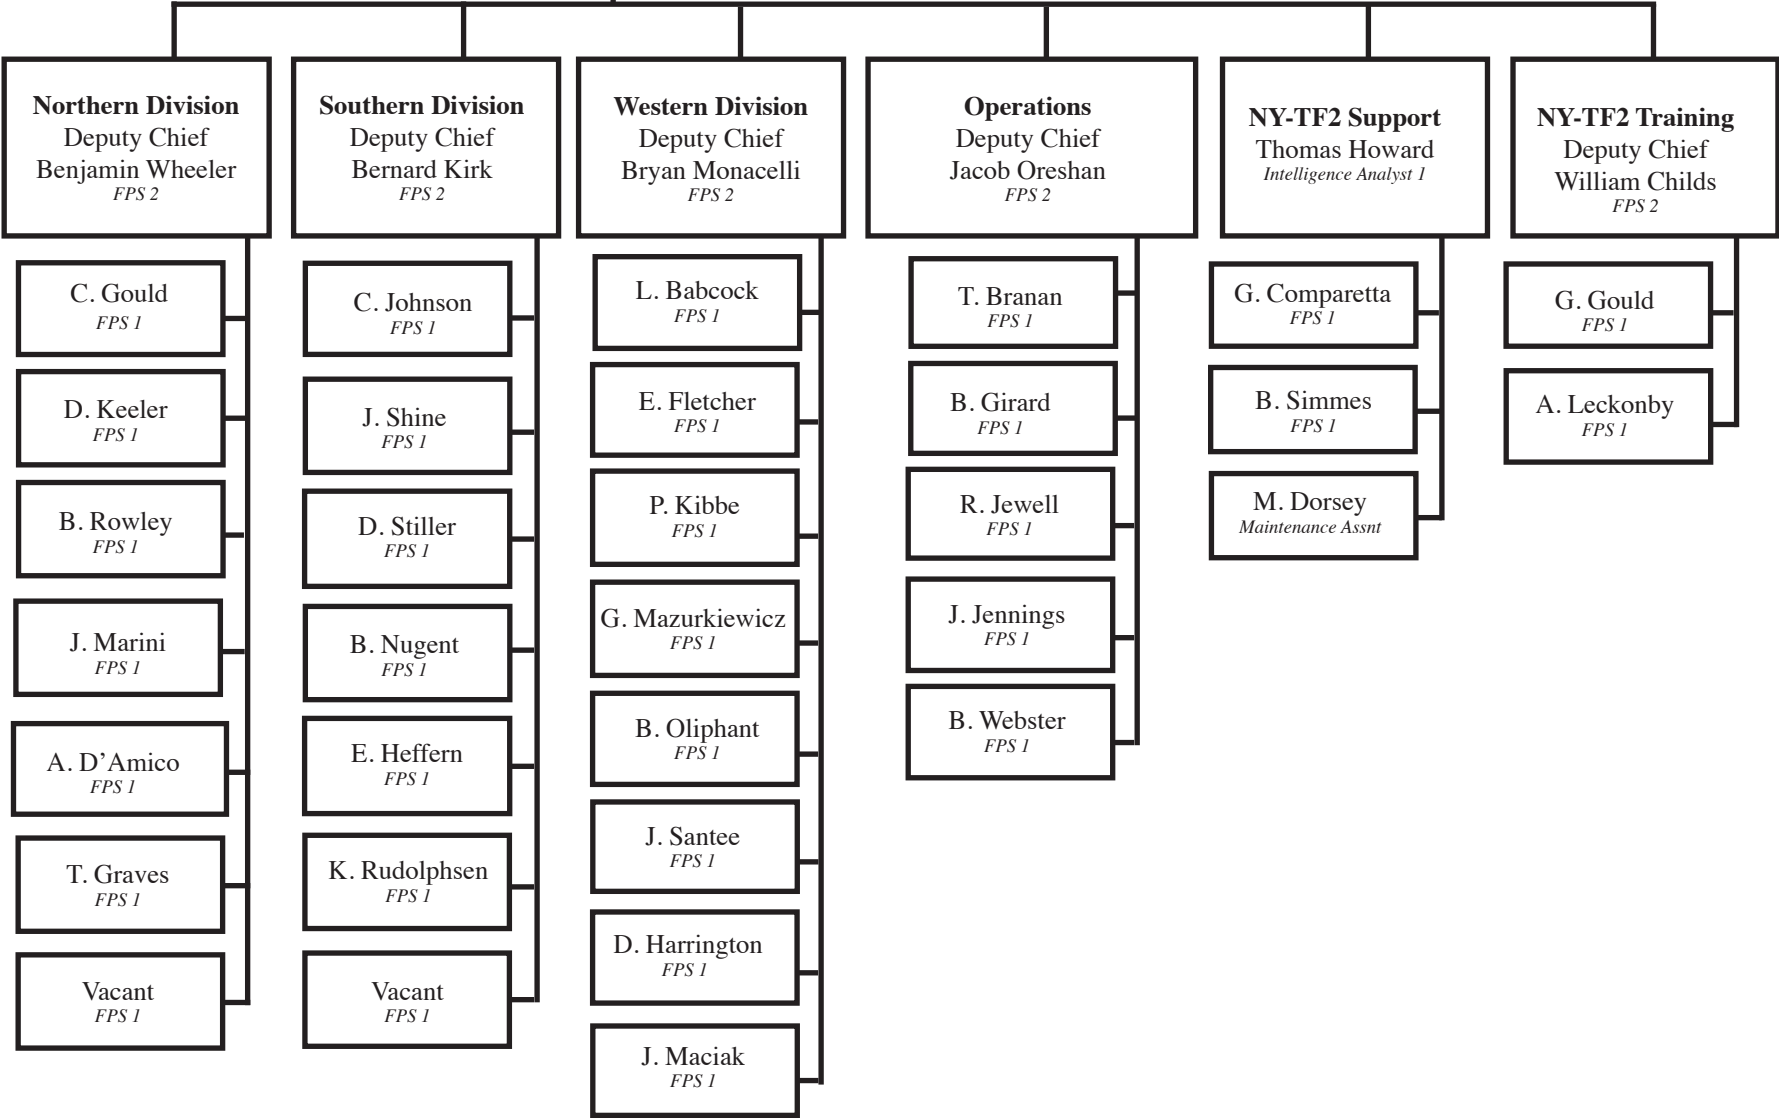 Northern Division
Deputy Chief
Benjamin Wheeler
FPS 2
C. Gould
FPS 1
D. Keeler
FPS 1
B. Rowley
FPS 1
J. Marini
FPS 1
A. D’Amico
FPS 1
T. Graves
FPS 1
Vacant
FPS 1
Southern Division
Deputy Chief
Bernard Kirk
FPS 2
C. Johnson
FPS 1
J. Shine
FPS 1
D. Stiller
FPS 1
B. Nugent
FPS 1
E. Heffern
FPS 1
K. Rudolphsen
FPS 1
Vacant
FPS 1
Western Division
Deputy Chief
Bryan Monacelli
FPS 2
L. Babcock
FPS 1
E. Fletcher
FPS 1
P. Kibbe
FPS 1
G. Mazurkiewicz
FPS 1
B. Oliphant
FPS 1
J. Santee
FPS 1
D. Harrington
FPS 1
J. Maciak
FPS 1
Operations
Deputy Chief
Jacob Oreshan
FPS 2
T. Branan
FPS 1
B. Girard
FPS 1
R. Jewell
FPS 1
J. Jennings
FPS 1
B. Webster
FPS 1
NY-TF2 Support
Thomas Howard
Intelligence Analyst 1
G. Comparetta
FPS 1
B. Simmes
FPS 1
M. Dorsey
Maintenance Assnt
NY-TF2 Training
Deputy Chief
William Childs
FPS 2
G. Gould
FPS 1
A. Leckonby
FPS 1